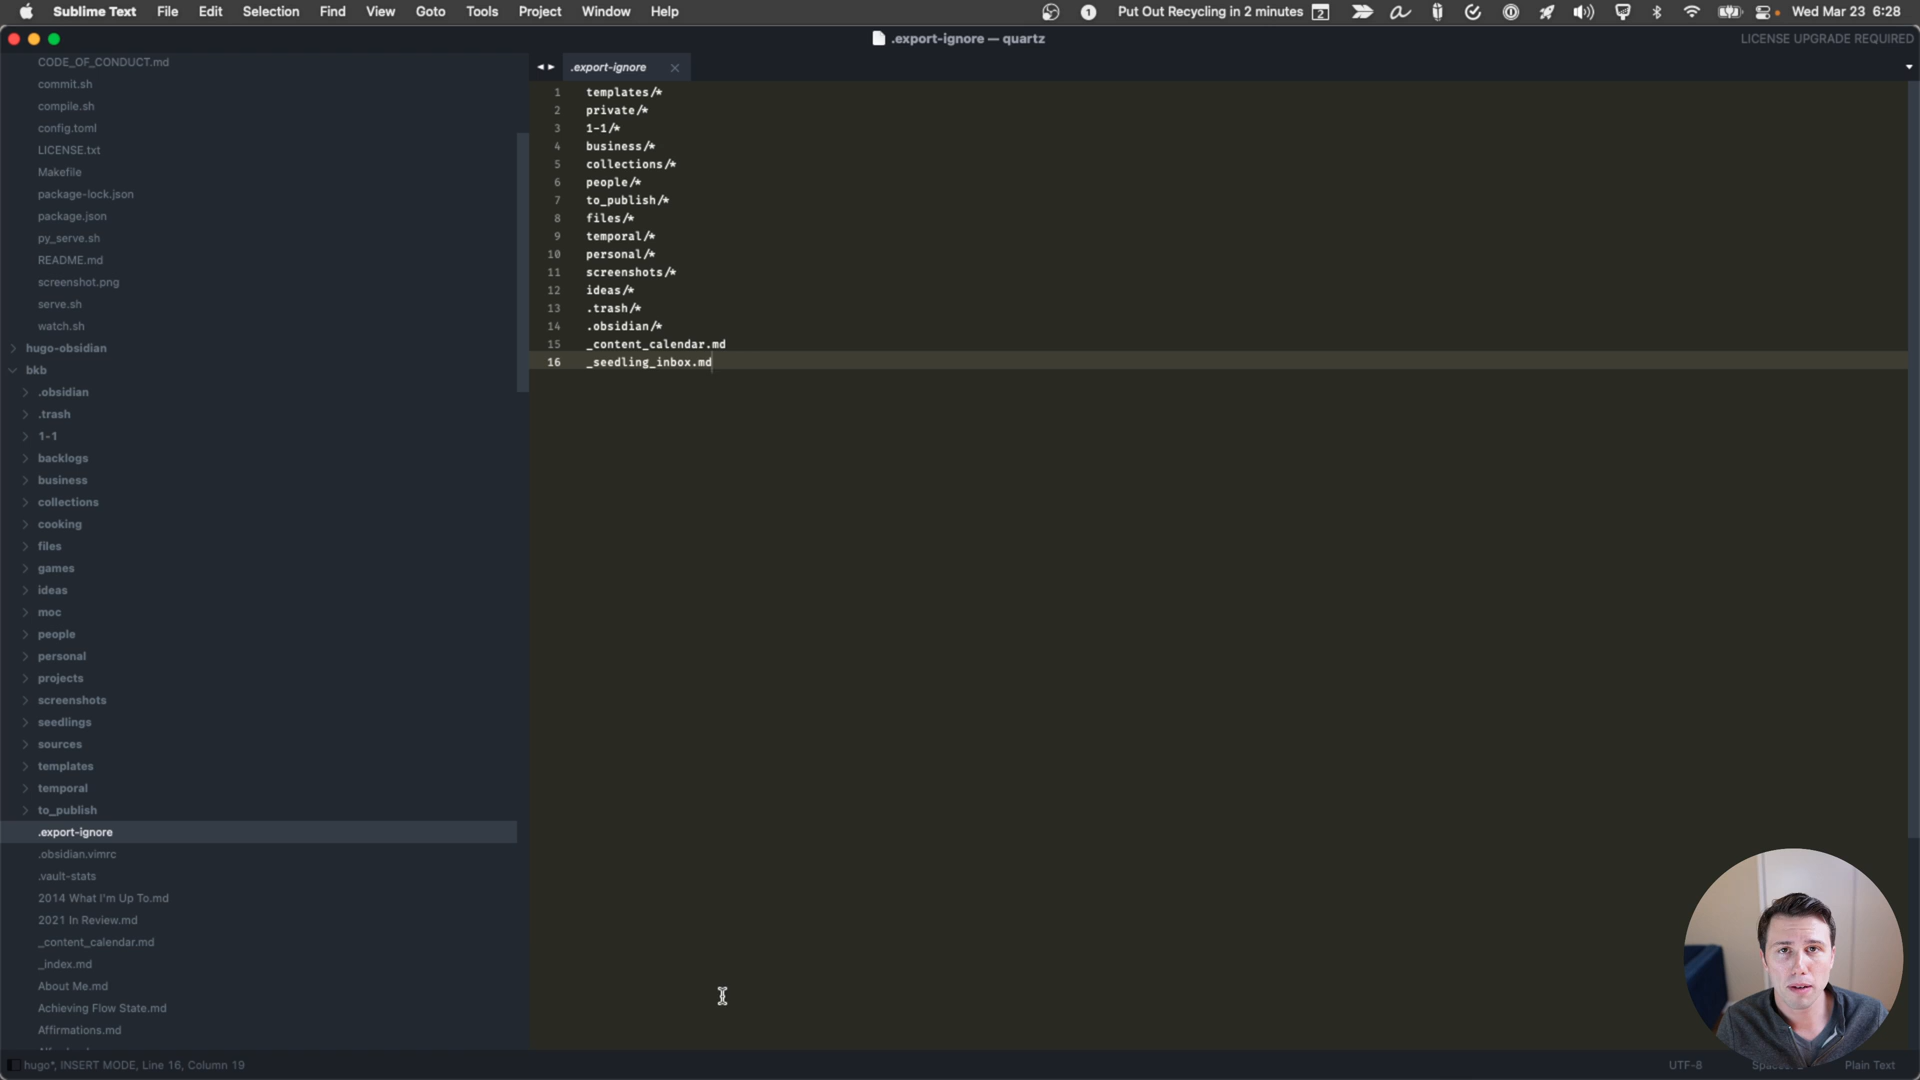 Sublime Text File Edit Selection Find View Goto Tools Project Window Help
1 Put Out Recycling in 2 minutes 2 Wed Mar 23 6:28
.export-ignore — quartz
LICENSE UPGRADE REQUIRED
CODE_OF_CONDUCT.md
commit.sh
compile.sh
config.toml
LICENSE.txt
Makefile
package-lock.json
package.json
py_serve.sh
README.md
screenshot.png
serve.sh
watch.sh
hugo-obsidian
bkb
.obsidian
.trash
1-1
backlogs
business
collections
cooking
files
games
ideas
moc
people
personal
projects
screenshots
seedlings
sources
templates
temporal
to_publish
.export-ignore
.obsidian.vimrc
.vault-stats
2014 What I'm Up To.md
2021 In Review.md
_content_calendar.md
_index.md
About Me.md
Achieving Flow State.md
Affirmations.md
.export-ignore
1 templates/*
2 private/*
3 1-1/*
4 business/*
5 collections/*
6 people/*
7 to_publish/*
8 files/*
9 temporal/*
10 personal/*
11 screenshots/*
12 ideas/*
13 .trash/*
14 .obsidian/*
15 _content_calendar.md
16 _seedling_inbox.md
hugo*, INSERT MODE, Line 16, Column 19
UTF-8
Plain Text